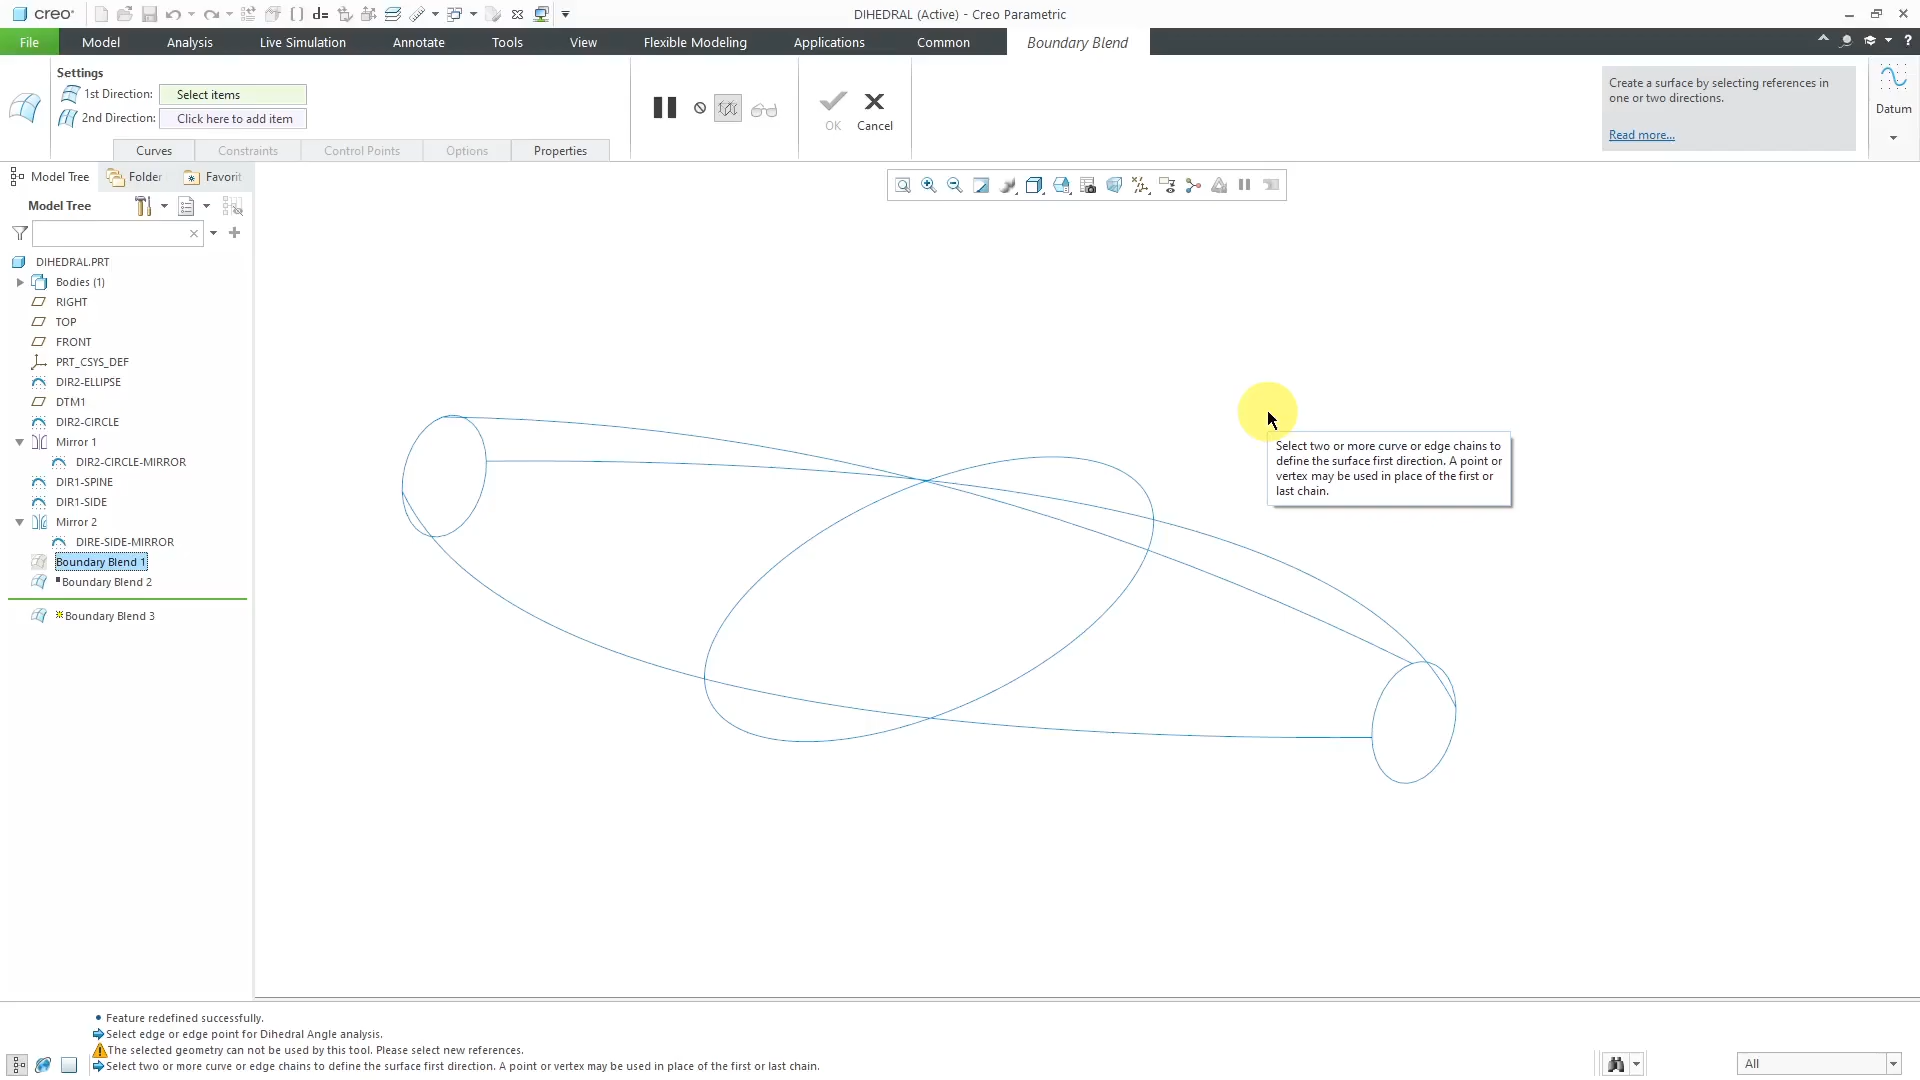 creo
d=
DIHEDRAL (Active) - Creo Parametric
File
Model
Analysis
Live Simulation
Annotate
Tools
View
Flexible Modeling
Applications
Common
Boundary Blend
?
Settings
1st Direction:
Select items
2nd Direction:
Click here to add item
OK
Cancel
Curves
Constraints
Control Points
Options
Properties
Create a surface by selecting references in
one or two directions.
Read more...
Datum
Model Tree
Folder
Favorit
Model Tree
DIHEDRAL.PRT
Bodies (1)
RIGHT
TOP
FRONT
PRT_CSYS_DEF
DIR2-ELLIPSE
DTM1
DIR2-CIRCLE
Mirror 1
DIR2-CIRCLE-MIRROR
DIR1-SPINE
DIR1-SIDE
Mirror 2
DIRE-SIDE-MIRROR
Boundary Blend 1
Boundary Blend 2
Boundary Blend 3
Select two or more curve or edge chains to
define the surface first direction. A point or
vertex may be used in place of the first or
last chain.
• Feature redefined successfully.
Select edge or edge point for Dihedral Angle analysis.
The selected geometry can not be used by this tool. Please select new references.
Select two or more curve or edge chains to define the surface first direction. A point or vertex may be used in place of the first or last chain.
All